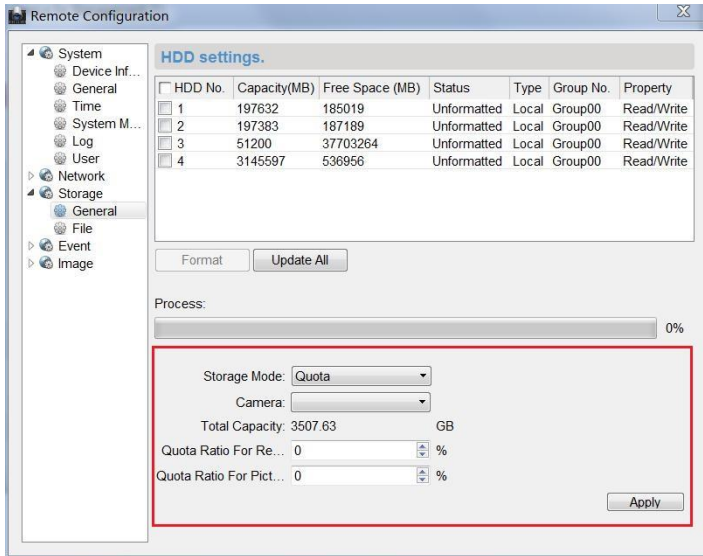 Remote Configuration
System
Device Inf...
General
Time
System M...
Log
User
Network
Storage
General
File
Event
Image
HDD settings.
HDD No. Capacity(MB) Free Space (MB) Status Type Group No. Property
1 197632 185019 Unformatted Local Group00 Read/Write
2 197383 187189 Unformatted Local Group00 Read/Write
3 51200 37703264 Unformatted Local Group00 Read/Write
4 3145597 536956 Unformatted Local Group00 Read/Write
Format Update All
Process:
0%
Storage Mode: Quota
Camera:
Total Capacity: 3507.63 GB
Quota Ratio For Re... 0 %
Quota Ratio For Pict... 0 %
Apply